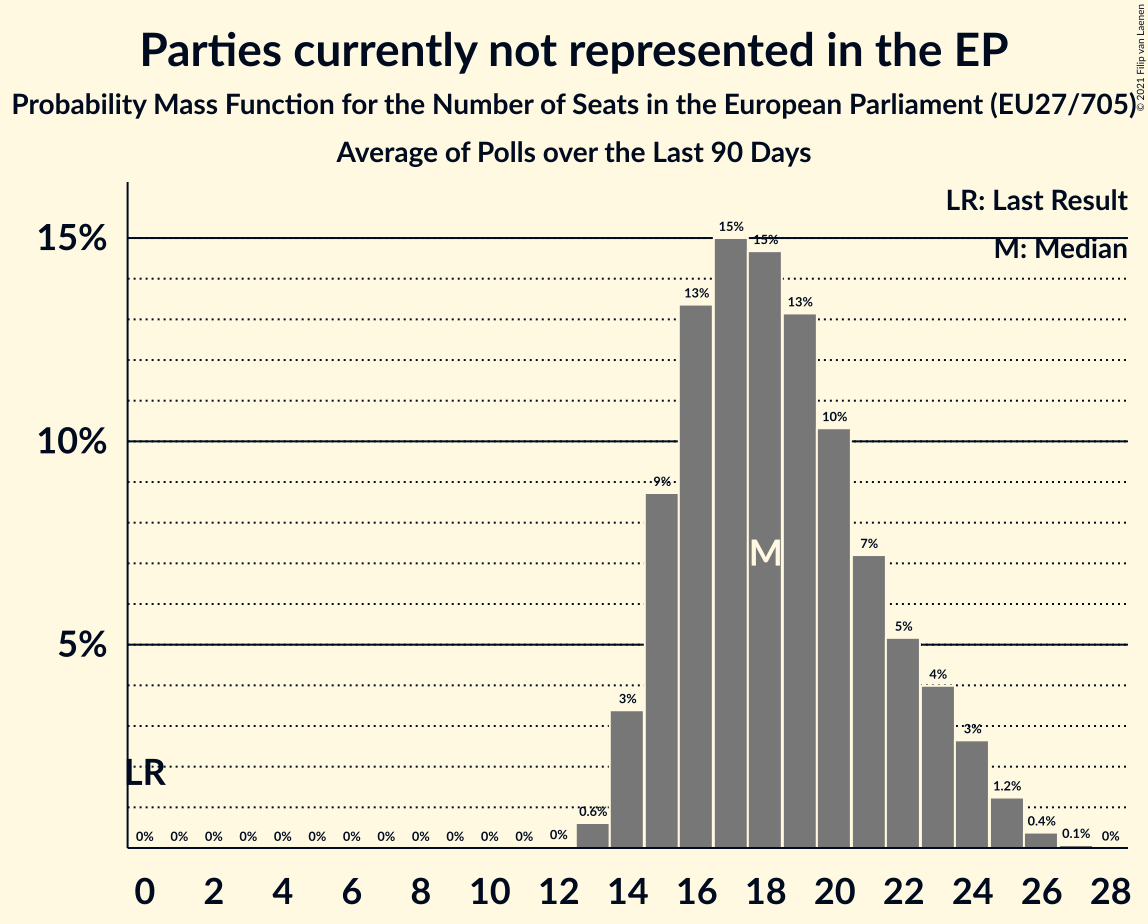 Parties currently not represented in the EP
Probability Mass Function for the Number of Seats in the European Parliament (EU27/705)
Average of Polls over the Last 90 Days
© 2021 Filip van Laenen
LR: Last Result
M: Median
15%
10%
5%
LR
M
0% 0% 0% 0% 0% 0% 0% 0% 0% 0% 0% 0% 0% 0.6% 3% 9% 13% 15% 15% 13% 10% 7% 5% 4% 3% 1.2% 0.4% 0.1% 0%
0 2 4 6 8 10 12 14 16 18 20 22 24 26 28